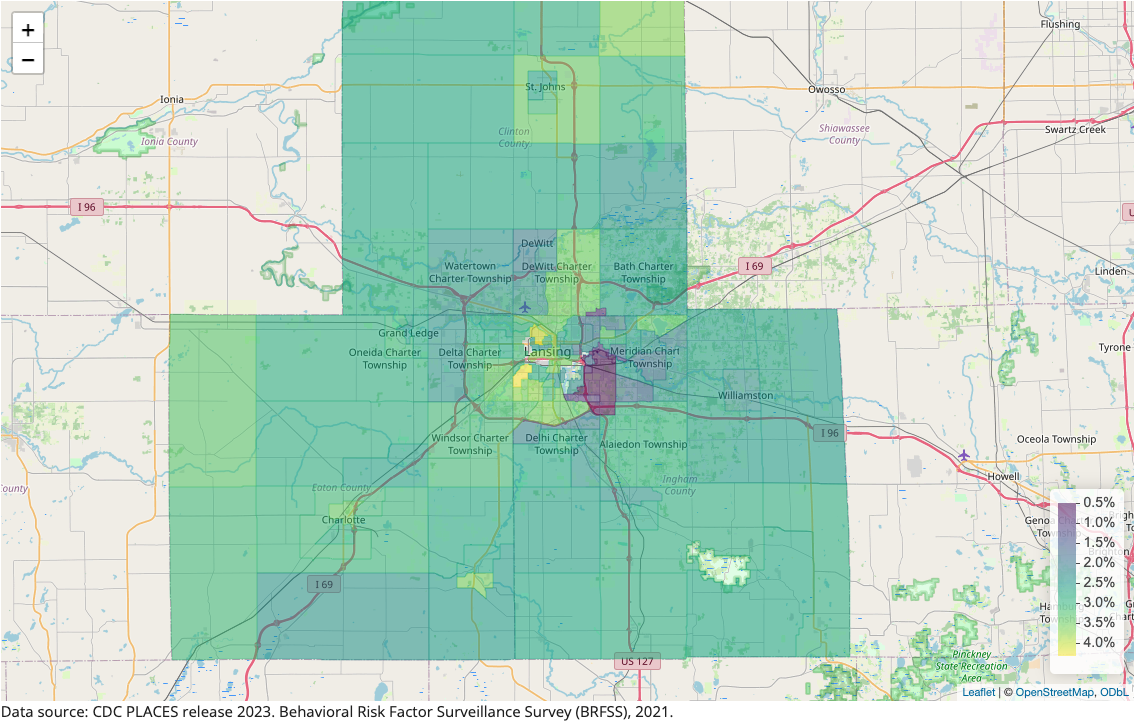 +
−
Flushing
Ionia
St. Johns
Owosso
Swartz Creek
Ionia County
Clinton
County
Shiawassee
County
I 96
DeWitt
Watertown
Charter Township
DeWitt Charter
Township
Bath Charter
Township
I 69
Linden
Grand Ledge
Oneida Charter
Township
Delta Charter
Township
Lansing
Meridian Chart
Township
Tyrone
Williamston
I 96
Windsor Charter
Township
Delhi Charter
Township
Alaiedon Township
Oceola Township
Howell
Eaton County
Ingham
County
County
Charlotte
I 69
US 127
0.5%
1.0%
1.5%
2.0%
2.5%
3.0%
3.5%
4.0%
Brighton
Pinckney
State Recreation
Area
Leaflet | © OpenStreetMap, ODbL
Data source: CDC PLACES release 2023. Behavioral Risk Factor Surveillance Survey (BRFSS), 2021.